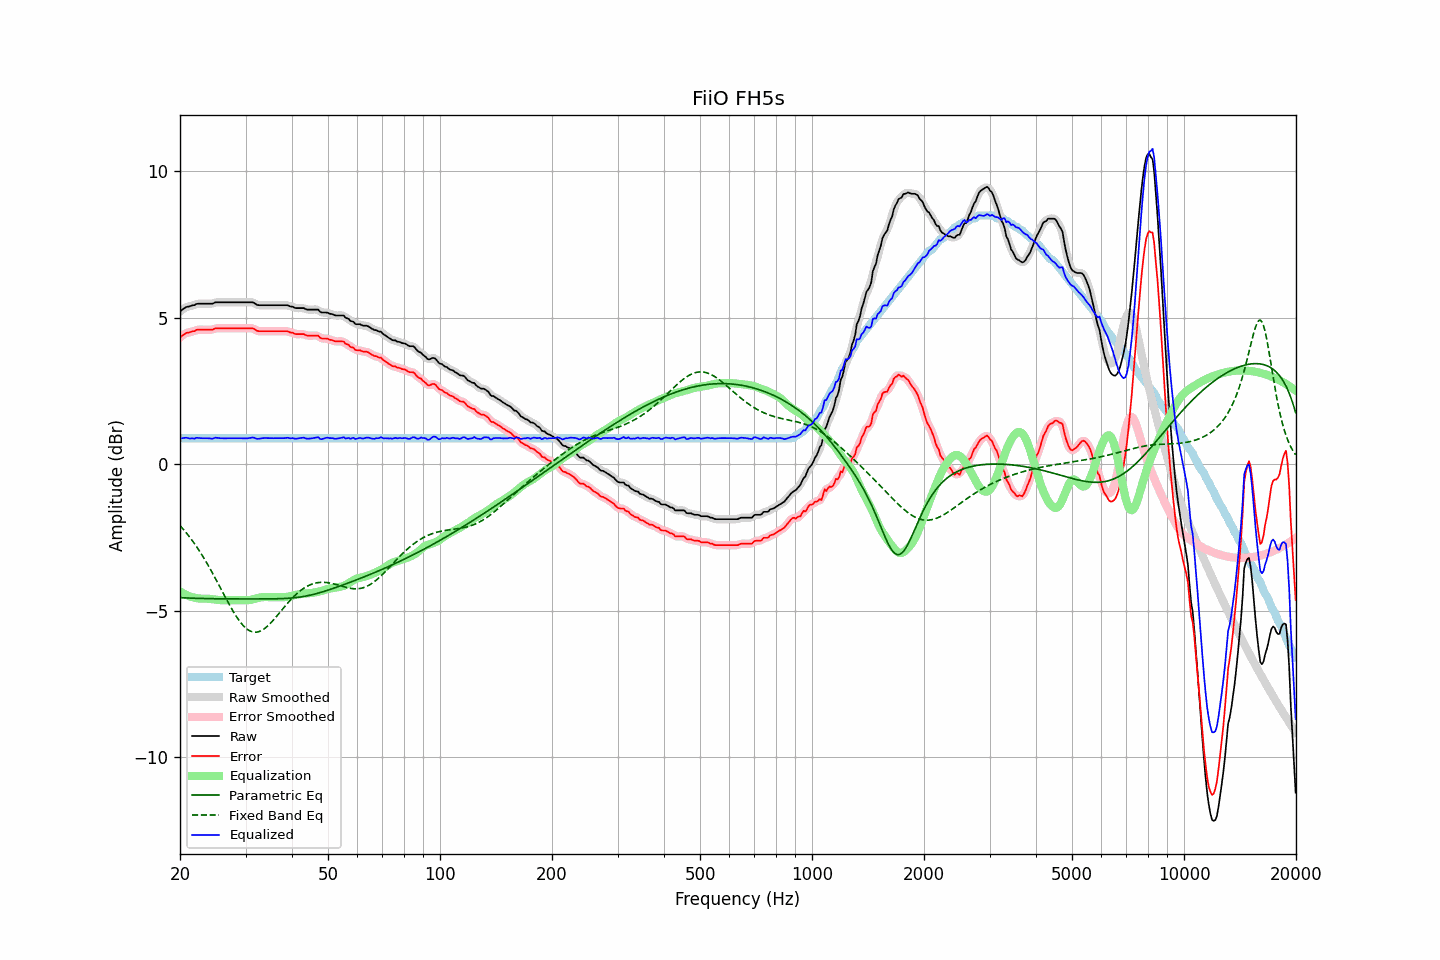 FiiO FH5s
Amplitude (dBr)
10
5
0
−5
−10
Target
Raw Smoothed
Error Smoothed
Raw
Error
Equalization
Parametric Eq
Fixed Band Eq
Equalized
20 50 100 200 500 1000 2000 5000 10000 20000
Frequency (Hz)